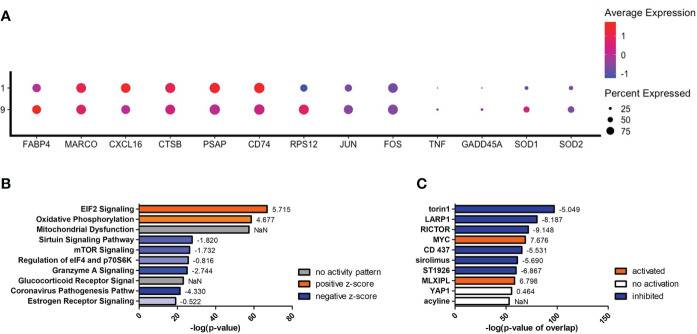 A
Average Expression
1
0
-1
Percent Expressed
25
50
75
1
9
FABP4 MARCO CXCL16 CTSB PSAP CD74 RPS12 JUN FOS TNF GADD45A SOD1 SOD2
B
EIF2 Signaling 5.715
Oxidative Phosphorylation 4.677
Mitochondrial Dysfunction NaN
Sirtuin Signaling Pathway -1.820
mTOR Signaling -1.732
Regulation of eIF4 and p70S6K -0.816
Granzyme A Signaling -2.744
Glucocorticoid Receptor Signal NaN
Coronavirus Pathogenesis Pathw -4.330
Estrogen Receptor Signaling -0.522
0 20 40 60 80
-log(p-value)
no activity pattern
positive z-score
negative z-score
C
torin1 -5.049
LARP1 -8.187
RICTOR -9.148
MYC 7.676
CD 437 -5.531
sirolimus -5.690
ST1926 -6.867
MLXIPL 6.798
YAP1 0.464
acyline NaN
0 50 100 150
-log(p-value of overlap)
activated
no activation
inhibited